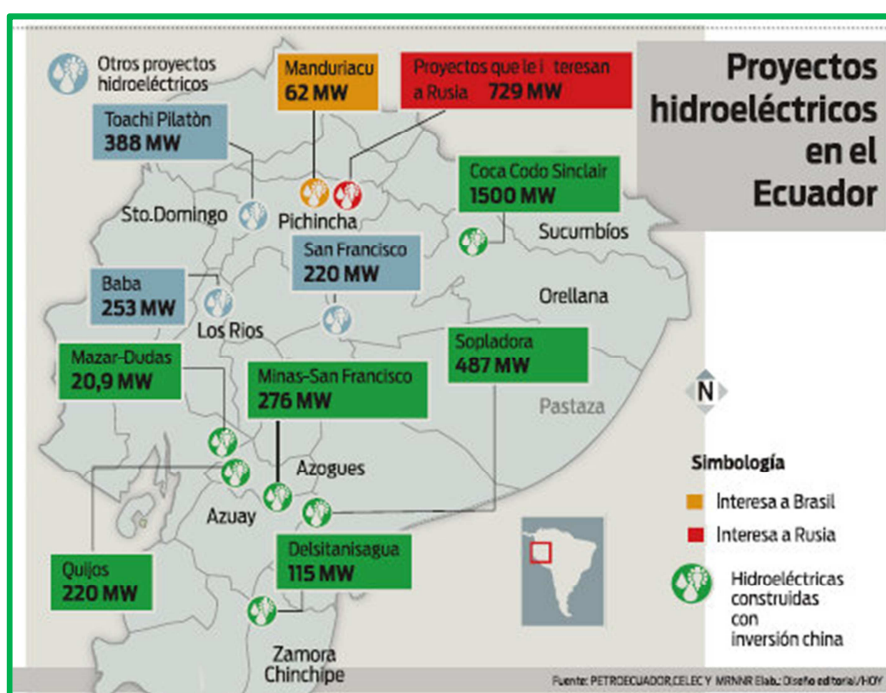 Proyectos
hidroeléctricos
en el
Ecuador
Otros proyectos
hidroeléctricos
Manduriacu
62 MW
Proyectos que le i teresan
a Rusia 729 MW
Toachi Pilatòn
388 MW
Coca Codo Sinclair
1500 MW
Sto.Domingo
Pichincha
Sucumbíos
San Francisco
220 MW
Baba
253 MW
Orellana
Los Rios
Sopladora
487 MW
Mazar-Dudas
20,9 MW
Minas-San Francisco
276 MW
Pastaza
N
Azogues
Azuay
Simbología
Interesa a Brasil
Interesa a Rusia
Hidroeléctricas
construidas
con
inversión china
Quijos
220 MW
Delsitanisagua
115 MW
Zamora
Chinchipe
Fuente: PETROECUADOR,CELEC Y MRNNR Elab.: Diseño editorial/HOY